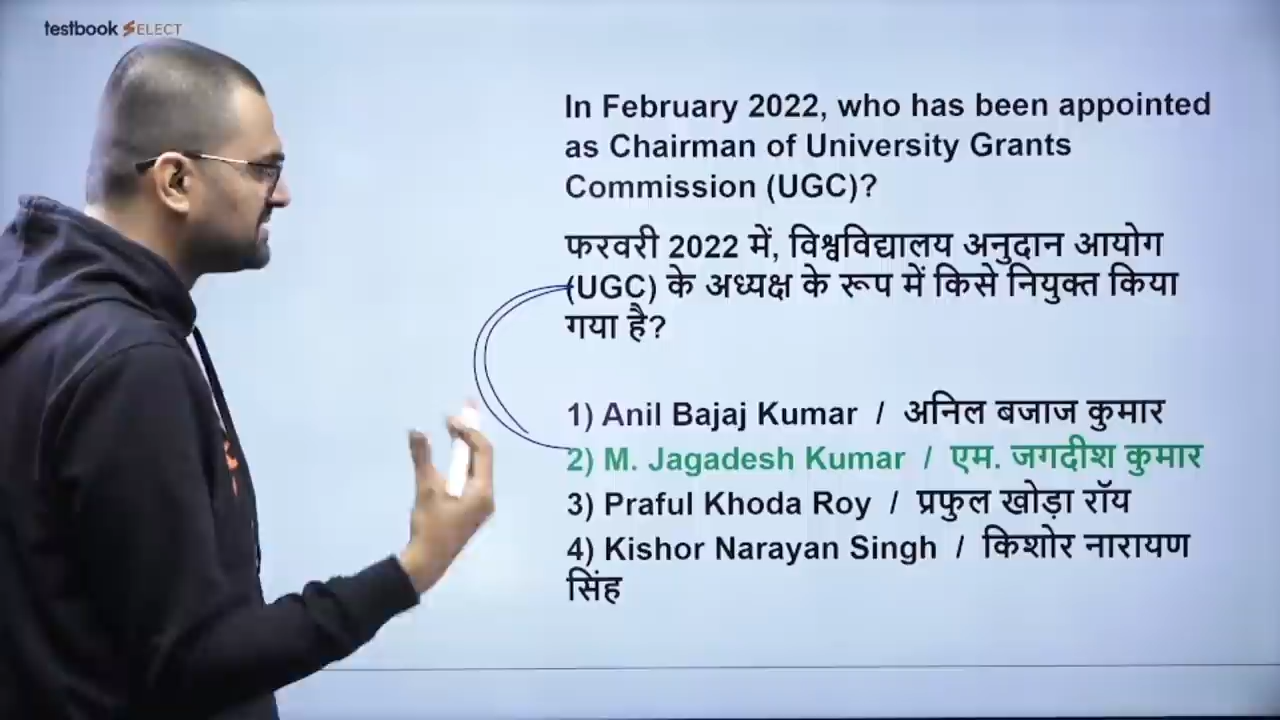 testbook SELECT
In February 2022, who has been appointed
as Chairman of University Grants
Commission (UGC)?
फरवरी 2022 में, विश्वविद्यालय अनुदान आयोग
(UGC) के अध्यक्ष के रूप में किसे नियुक्त किया
गया है?
1) Anil Bajaj Kumar / अनिल बजाज कुमार
2) M. Jagadesh Kumar / एम. जगदीश कुमार
3) Praful Khoda Roy / प्रफुल खोड़ा रॉय
4) Kishor Narayan Singh / किशोर नारायण
सिंह